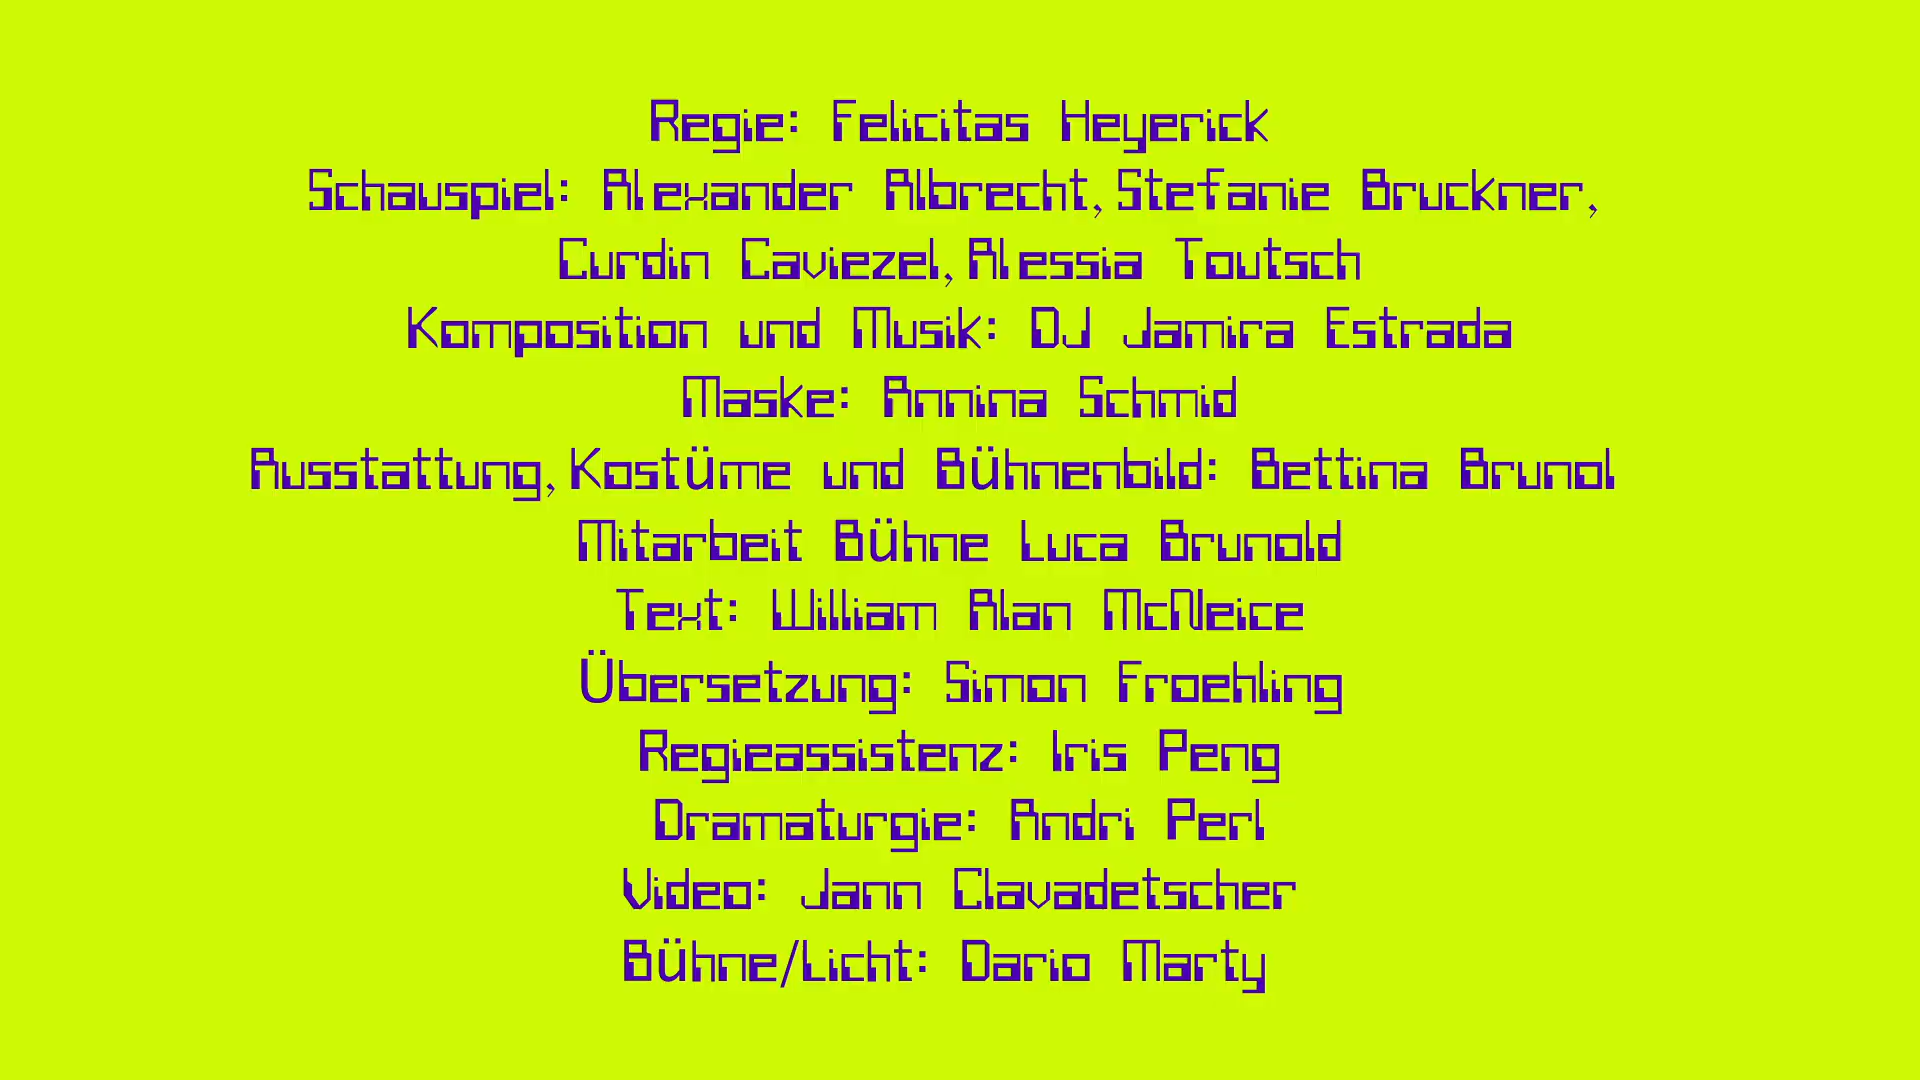 Regie: Felicitas Heyerick
Schauspiel: Alexander Albrecht, Stefanie Bruckner,
Curdin Caviezel, Alessia Toutsch
Komposition und Musik: DJ Jamira Estrada
Maske: Annina Schmid
Ausstattung, Kostüme und Bühnenbild: Bettina Brunol
Mitarbeit Bühne Luca Brunold
Text: William Alan McNeice
Übersetzung: Simon Froehling
Regieassistenz: Iris Peng
Dramaturgie: Andri Perl
Video: Jann Clavadetscher
Bühne/Licht: Dario Marty